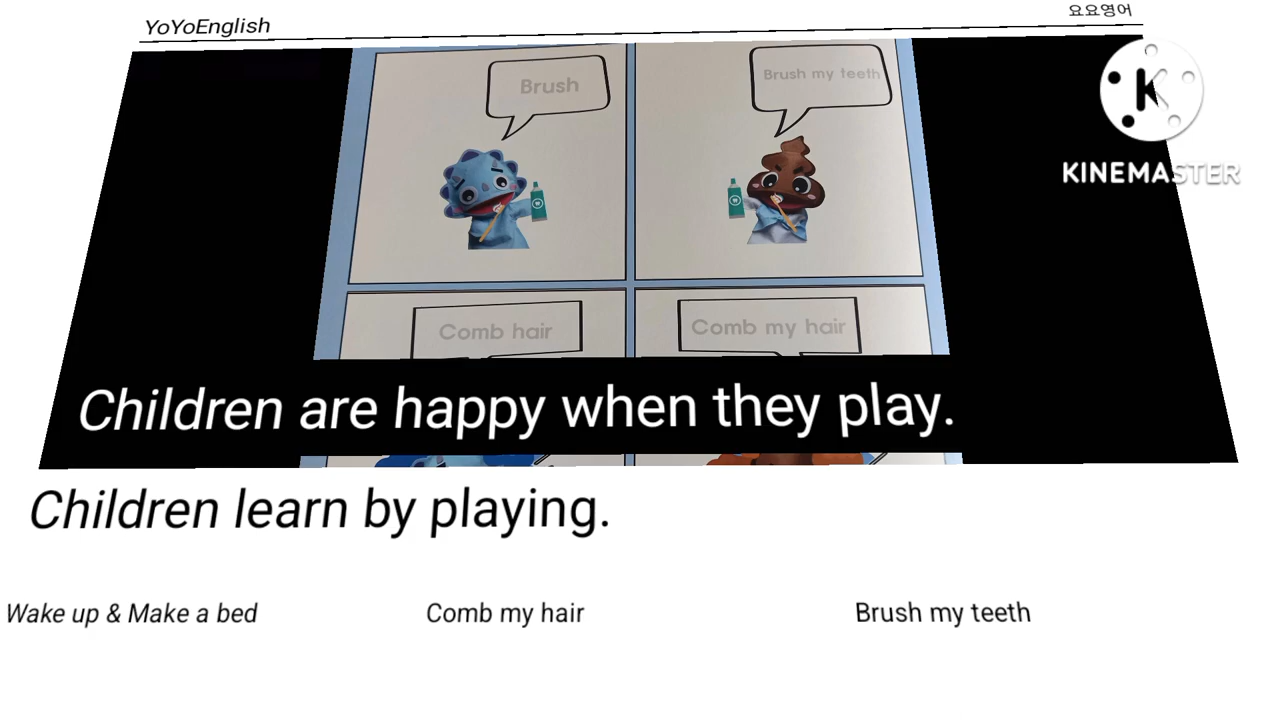 YoYoEnglish
요요영어
Brush
Brush my teeth
KINEMASTER
Comb hair
Comb my hair
Children are happy when they play.
Children learn by playing.
Wake up & Make a bed
Comb my hair
Brush my teeth